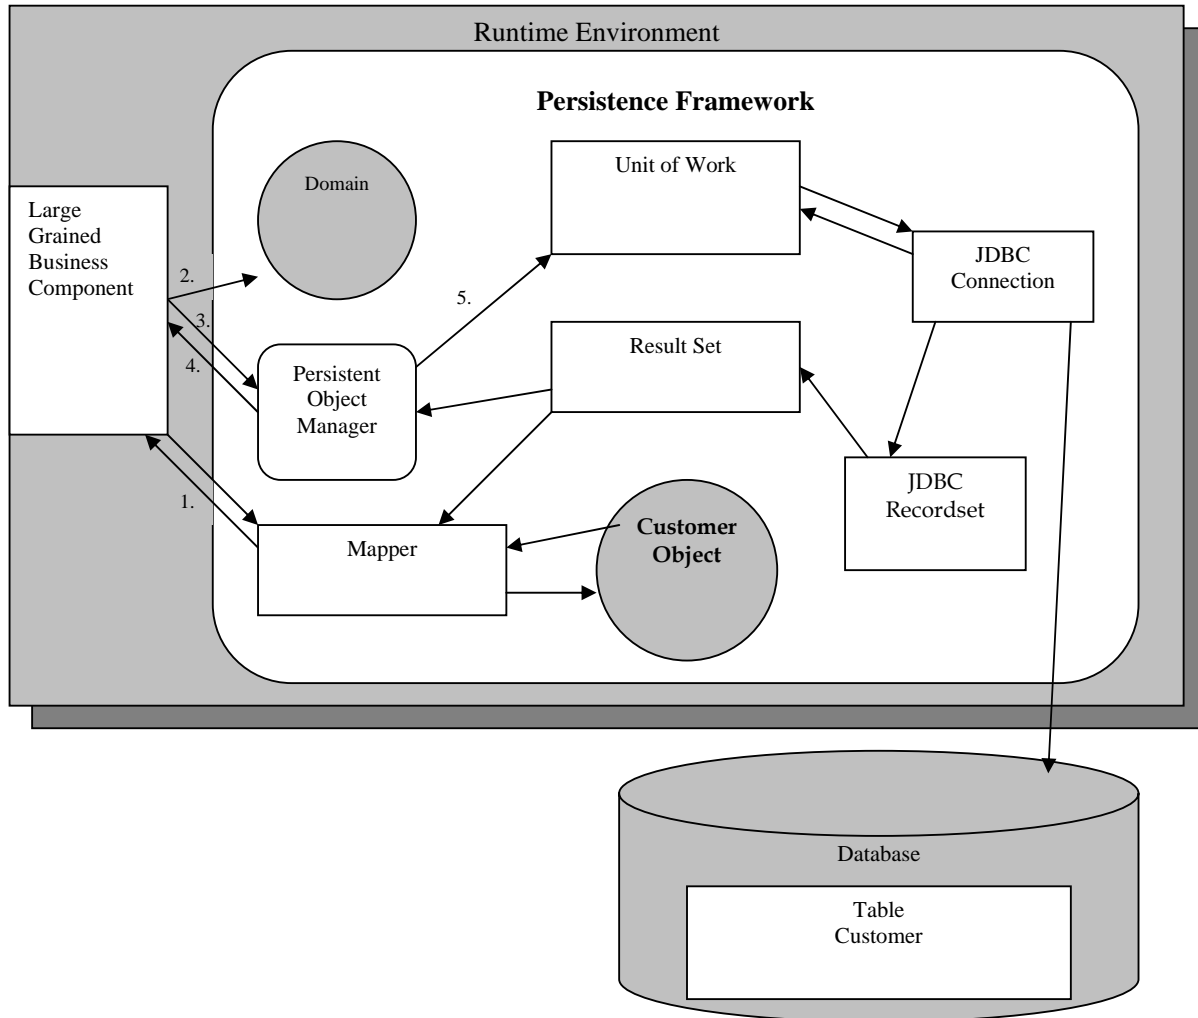 Runtime Environment
Persistence Framework
Domain
Unit of Work
Large
Grained
Business
Component
JDBC
Connection
2.
5.
3.
Result Set
4.
Persistent
Object
Manager
JDBC
Recordset
1.
Mapper
Customer
Object
Database
Table
Customer